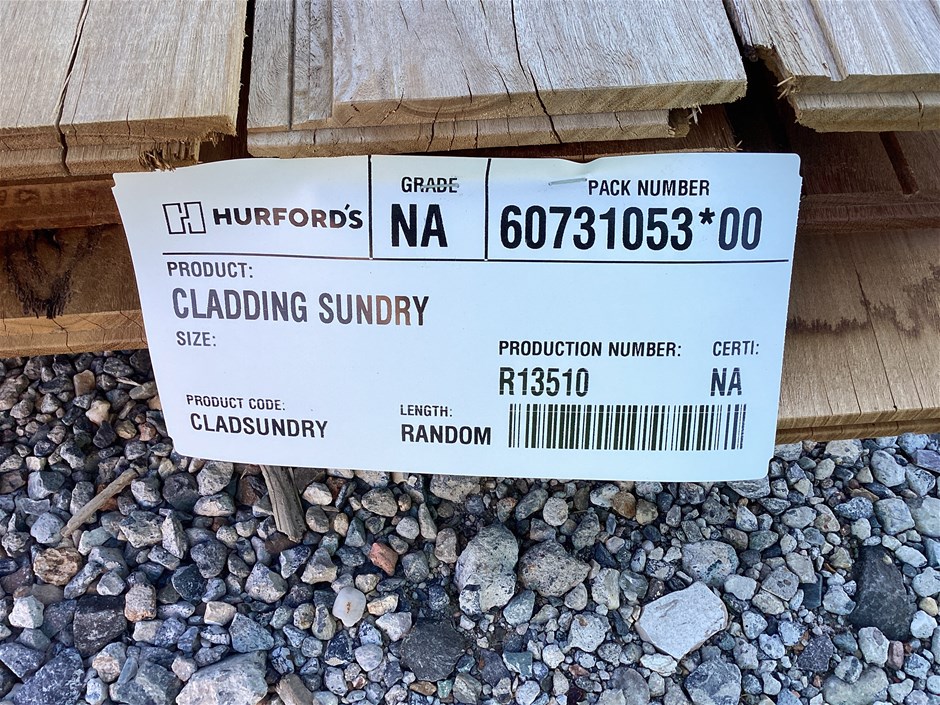 HURFORD'S
GRADE
NA
PACK NUMBER
60731053*00
PRODUCT:
CLADDING SUNDRY
SIZE:
PRODUCTION NUMBER:
R13510
CERTI:
NA
PRODUCT CODE:
CLADSUNDRY
LENGTH:
RANDOM